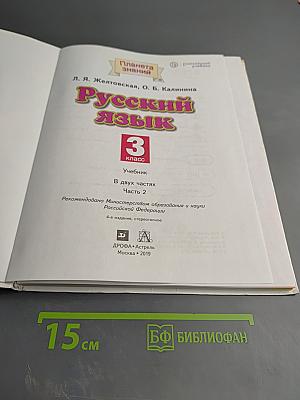 Планета знаний
Л. Я. Желтовская, О. Б. Калинина
Русский
язык
3
класс
Учебник
В двух частях
Часть 2
Рекомендовано Министерством образования и науки
Российской Федерации
4-е издание, стереотипное
ДРОФА • Астрель
Москва • 2019
15 см
БФ БИБЛИОФАН